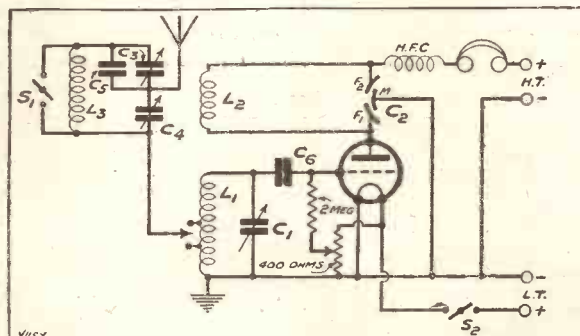 S1
L3
C3
C5
C4
L2
F2
M
F1
C2
H.F.C
+
H.T.
-
L1
C1
C6
2 MEG
400 OHMS
-
L.T.
+
S2